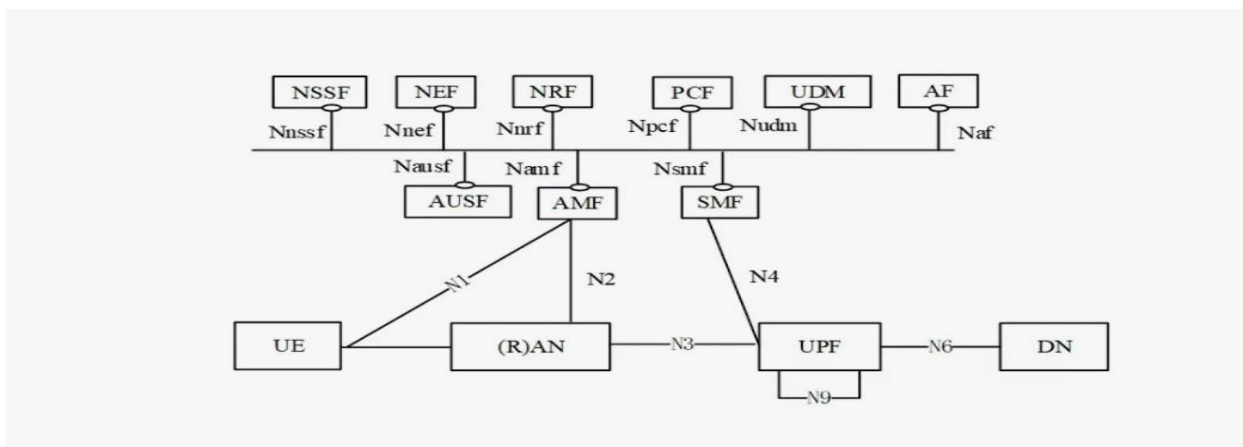 NSSF NEF NRF PCF UDM AF
Nnssf Nnef Nnrf Npcf Nudm Naf
Nausf Namf Nsmf
AUSF AMF SMF
N1 N2 N4
UE (R)AN N3 UPF N6 DN
N9